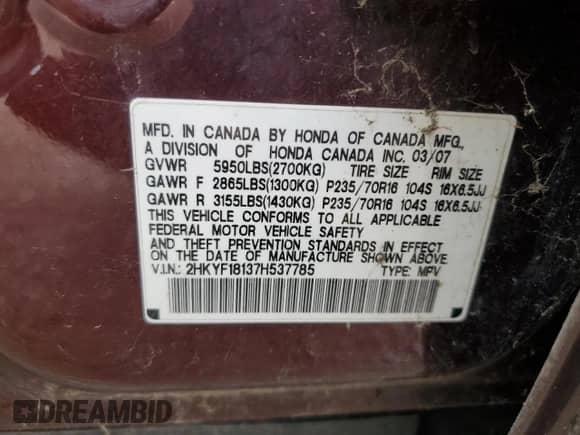 MFD. IN CANADA BY HONDA OF CANADA MFG.,
A DIVISION OF HONDA CANADA INC. 03/07
GVWR 5950LBS(2700KG) TIRE SIZE RIM SIZE
GAWR F 2865LBS(1300KG) P235/70R16 104S 16X6.5JJ
GAWR R 3155LBS(1430KG) P235/70R16 104S 16X6.5JJ
THIS VEHICLE CONFORMS TO ALL APPLICABLE
FEDERAL MOTOR VEHICLE SAFETY
AND THEFT PREVENTION STANDARDS IN EFFECT
ON THE DATE OF MANUFACTURE SHOWN ABOVE.
V.I.N.: 2HKYF18137H537785 TYPE: MPV
DREAMBID